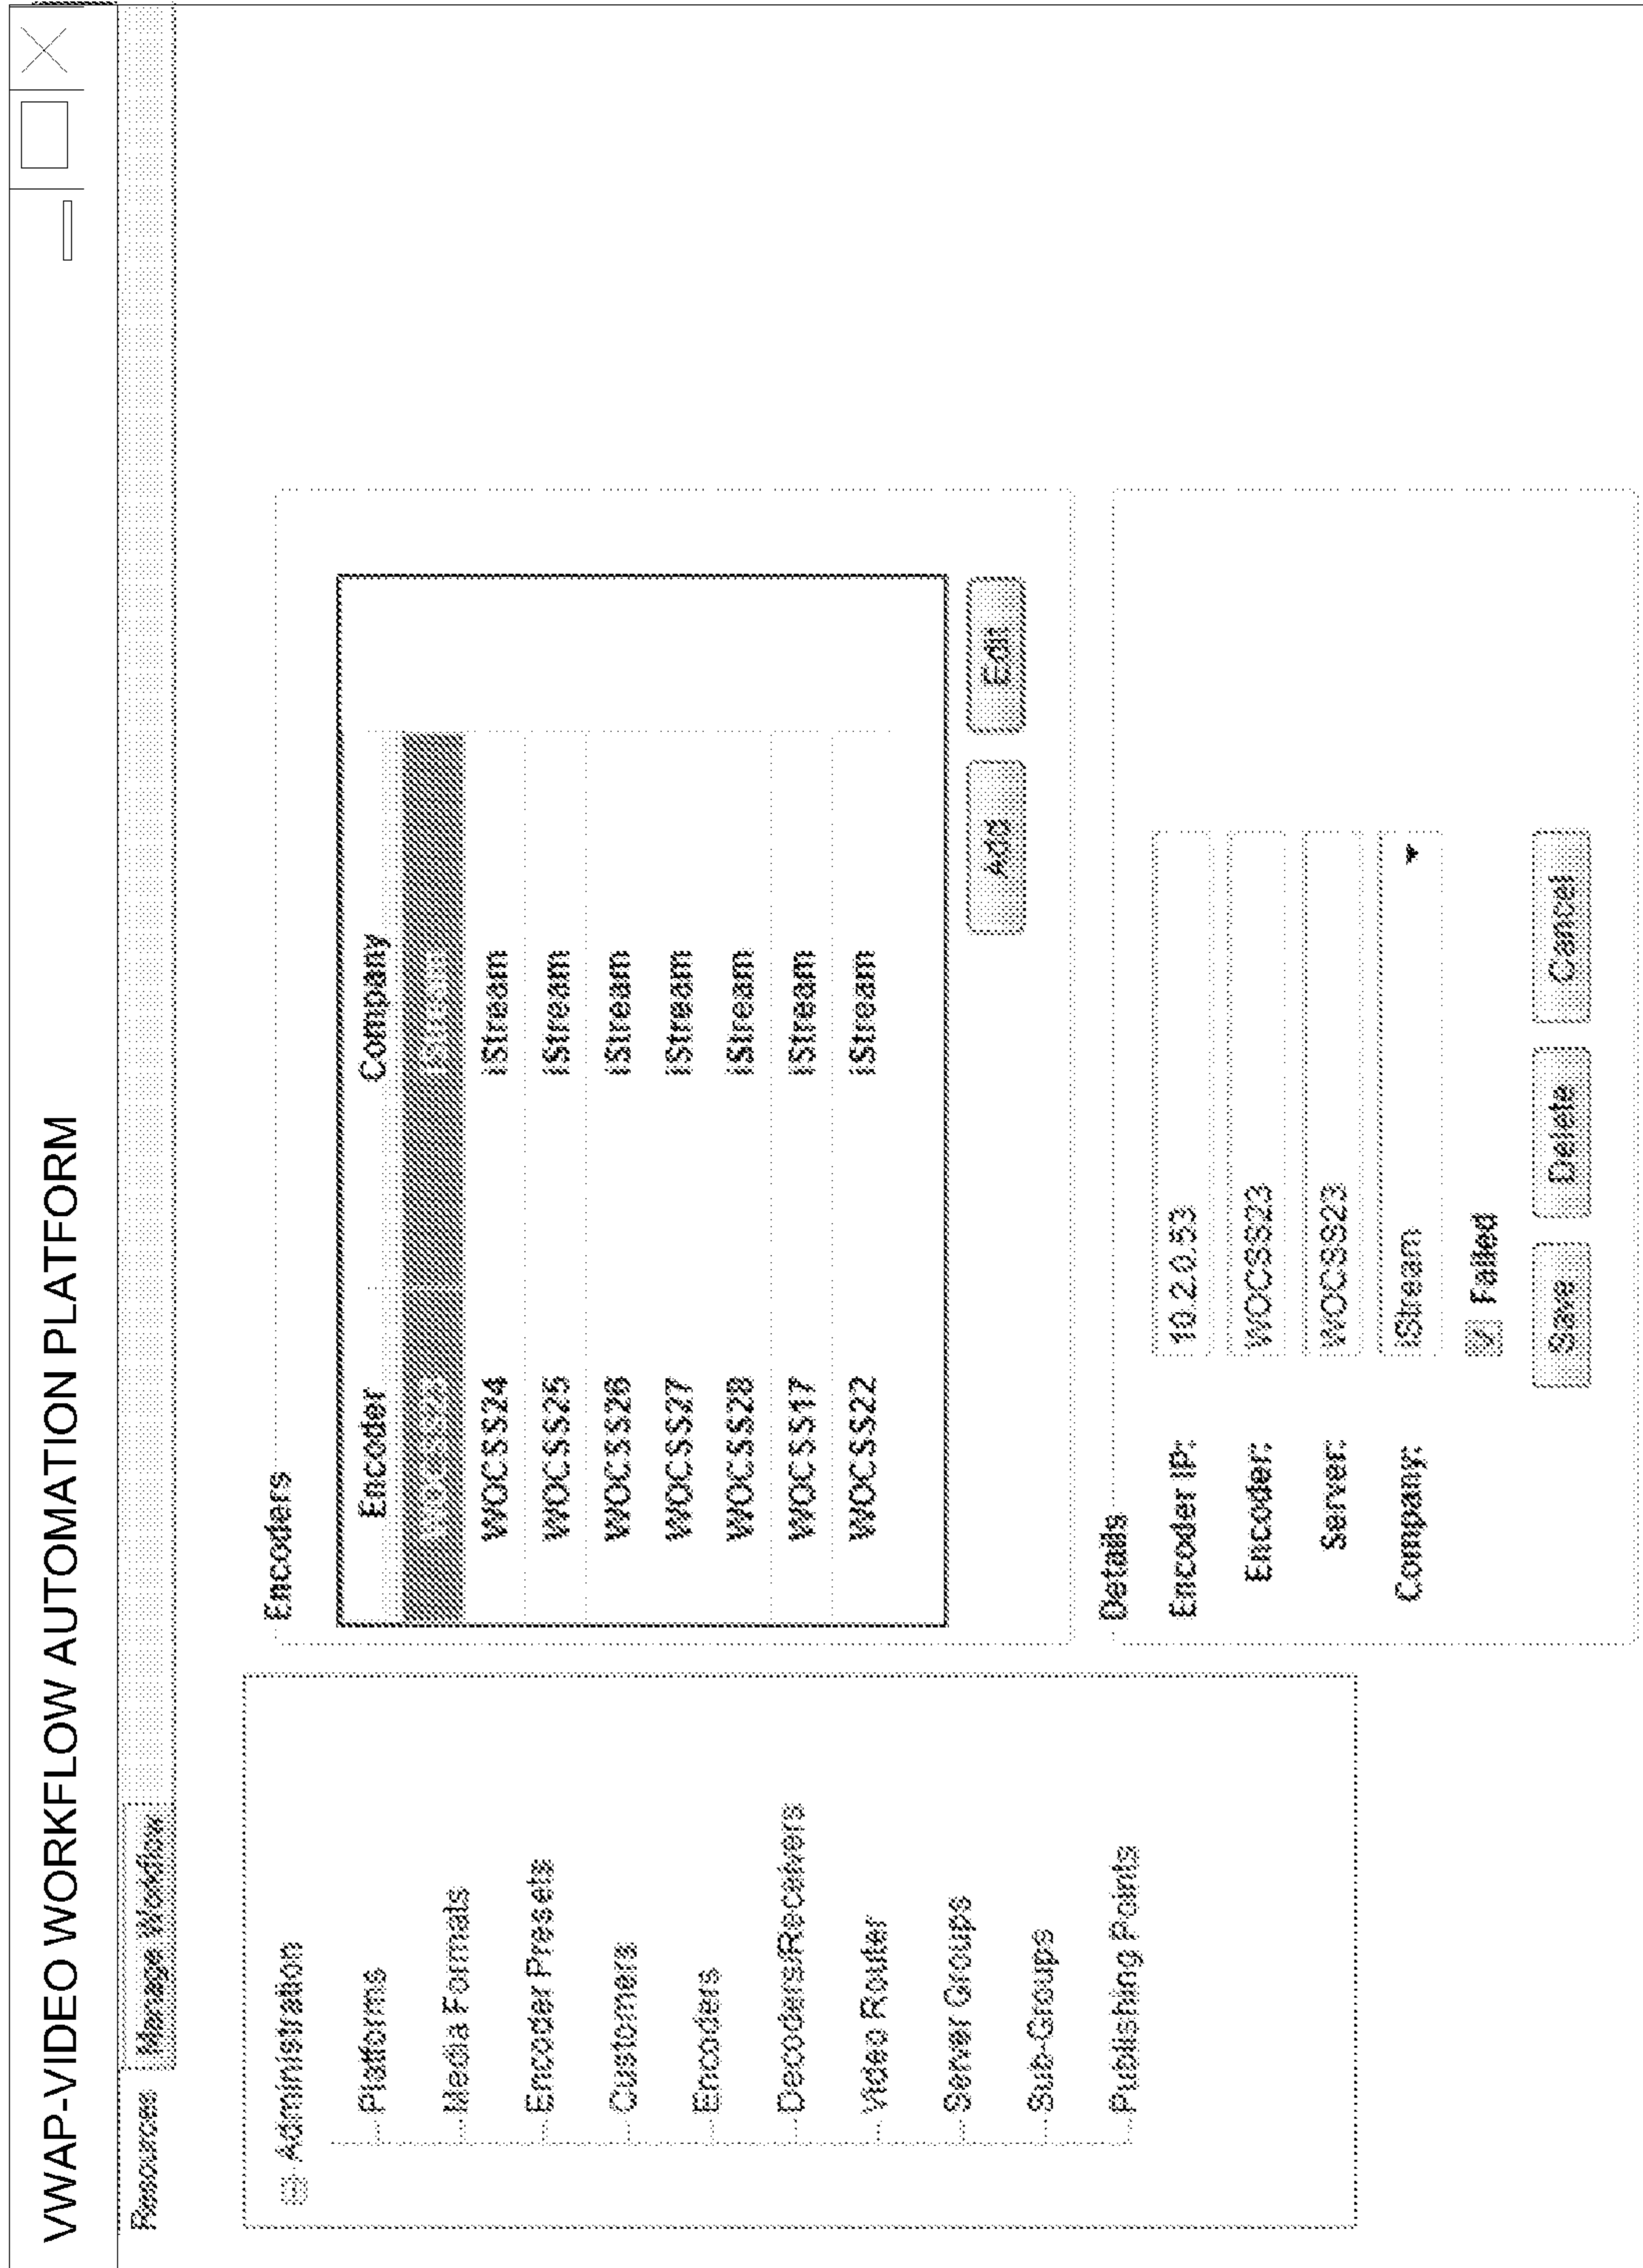 VWAP-VIDEO WORKFLOW AUTOMATION PLATFORM
Resources Manage Workflow
Administration
Platforms
Media Formats
Encoder Presets
Customers
Encoders
Decoders/Receivers
Video Router
Server Groups
Sub-Groups
Publishing Points
Encoders
Encoder Company
WOCSS23 iStream
WOCSS24 iStream
WOCSS25 iStream
WOCSS26 iStream
WOCSS27 iStream
WOCSS28 iStream
WOCSS17 iStream
WOCSS22 iStream
Add Edit
Details
Encoder IP: 10.2.0.53
Encoder: WOCSS23
Server: WOCSS23
Company: iStream
Failed
Save Delete Cancel